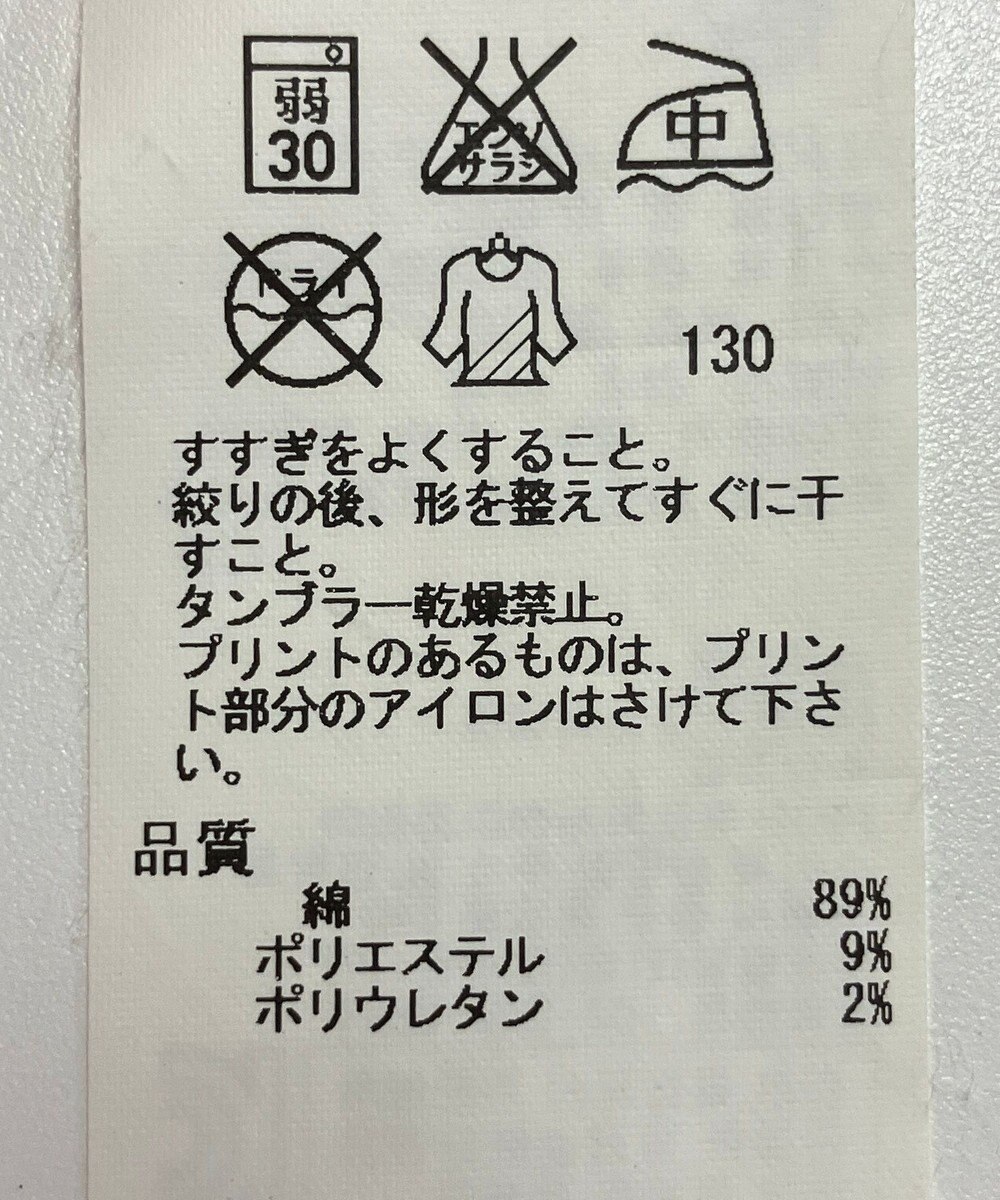 弱
30
エンソ
サラシ
中
ドライ
130
すすぎをよくすること。
絞りの後、形を整えてすぐに干
すこと。
タンブラー乾燥禁止。
プリントのあるものは、プリン
ト部分のアイロンはさけて下さ
い。
品質
綿 89%
ポリエステル 9%
ポリウレタン 2%